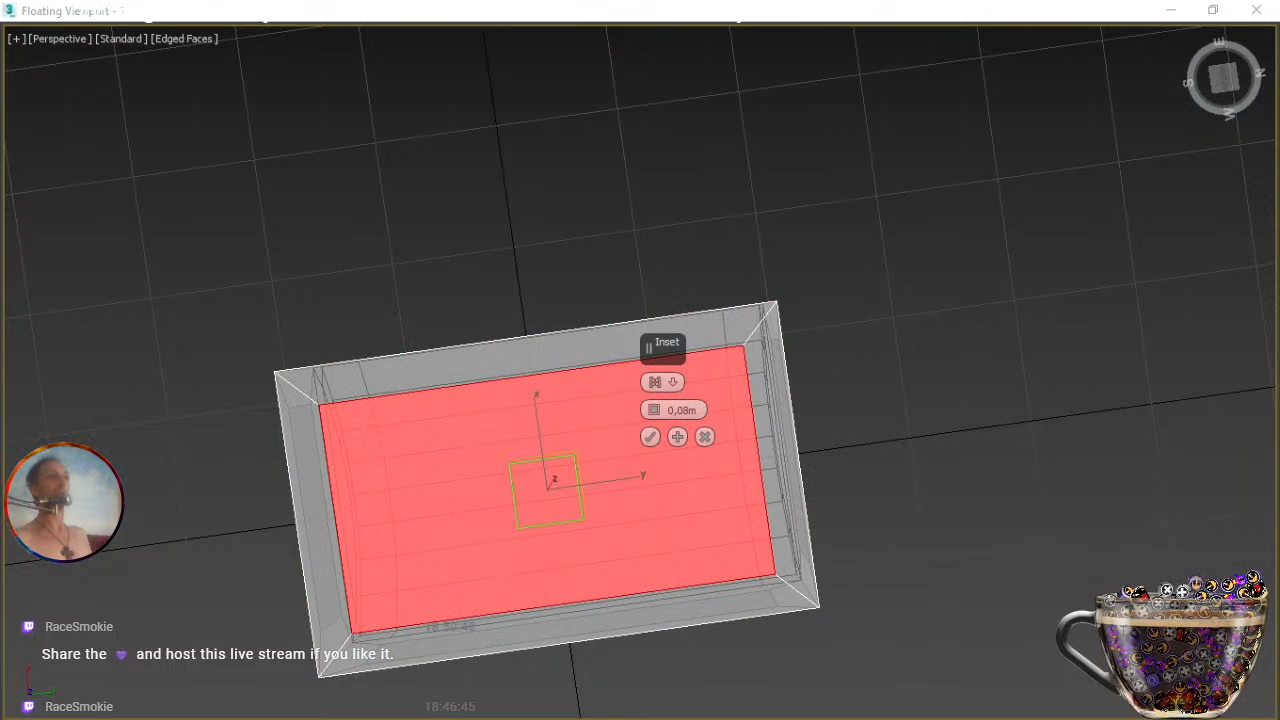 Floating Viewport -
[+] [Perspective] [Standard] [Edged Faces]
E
N
S
W
Inset
0,08m
x
y
z
RaceSmokie
Share the 💜 and host this live stream if you like it.
RaceSmokie
18:46:45